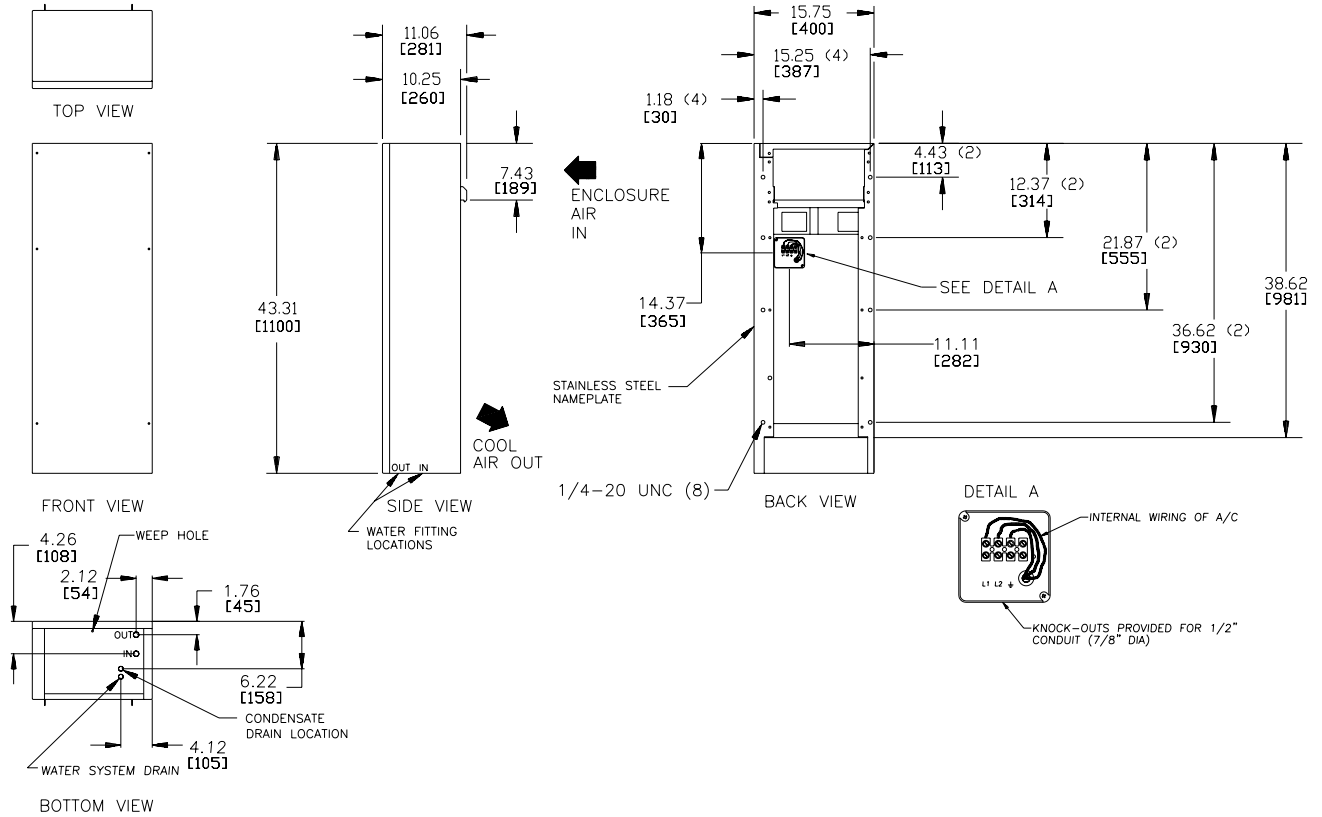 TOP VIEW
11.06
[281]
10.25
[260]
7.43
[189]
43.31
[1100]
ENCLOSURE
AIR
IN
COOL
AIR OUT
OUT IN
FRONT VIEW
SIDE VIEW
WATER FITTING
LOCATIONS
15.75
[400]
15.25 (4)
[387]
1.18 (4)
[30]
4.43 (2)
[113]
12.37 (2)
[314]
21.87 (2)
[555]
38.62
[981]
36.62 (2)
[930]
SEE DETAIL A
14.37
[365]
11.11
[282]
STAINLESS STEEL
NAMEPLATE
1/4-20 UNC (8)
BACK VIEW
DETAIL A
INTERNAL WIRING OF A/C
L1 L2
KNOCK-OUTS PROVIDED FOR 1/2"
CONDUIT (7/8" DIA)
4.26
[108]
WEEP HOLE
2.12
[54]
1.76
[45]
OUT
IN
6.22
[158]
CONDENSATE
DRAIN LOCATION
4.12
[105]
WATER SYSTEM DRAIN
BOTTOM VIEW